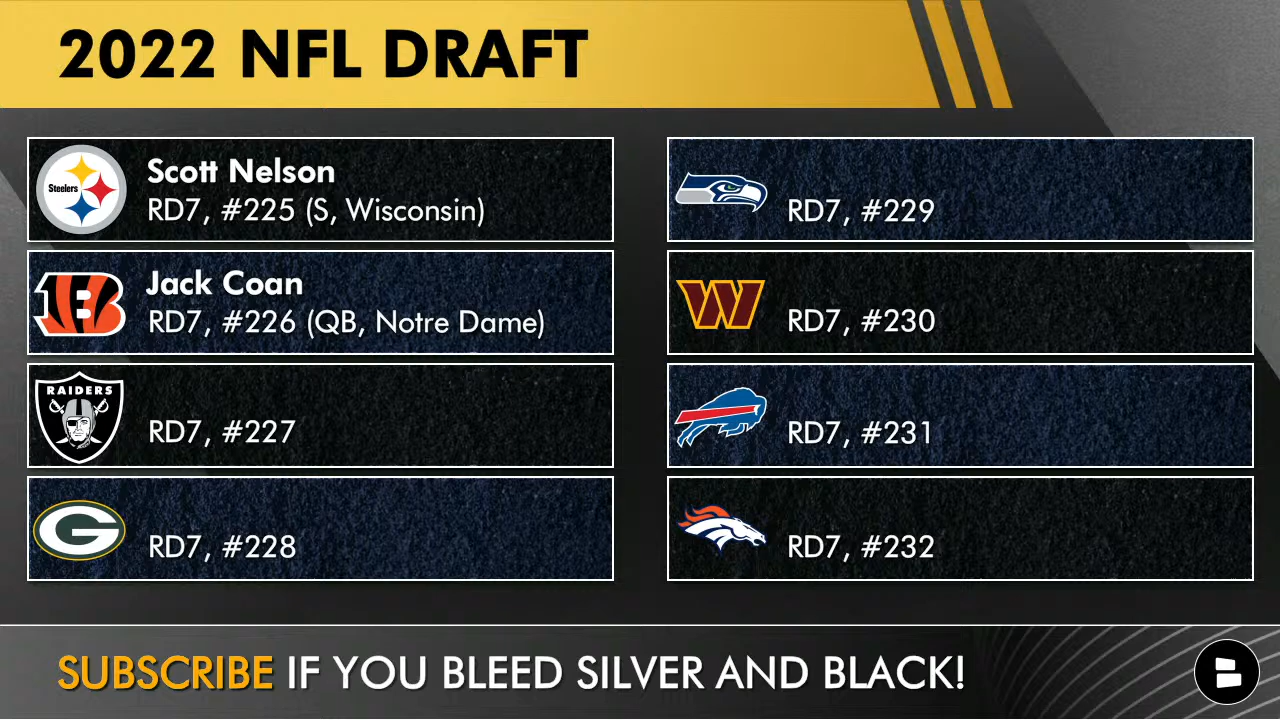 2022 NFL DRAFT
Steelers
Scott Nelson
RD7, #225 (S, Wisconsin)
Jack Coan
RD7, #226 (QB, Notre Dame)
RAIDERS
RD7, #227
G
RD7, #228
RD7, #229
W
RD7, #230
RD7, #231
RD7, #232
SUBSCRIBE IF YOU BLEED SILVER AND BLACK!